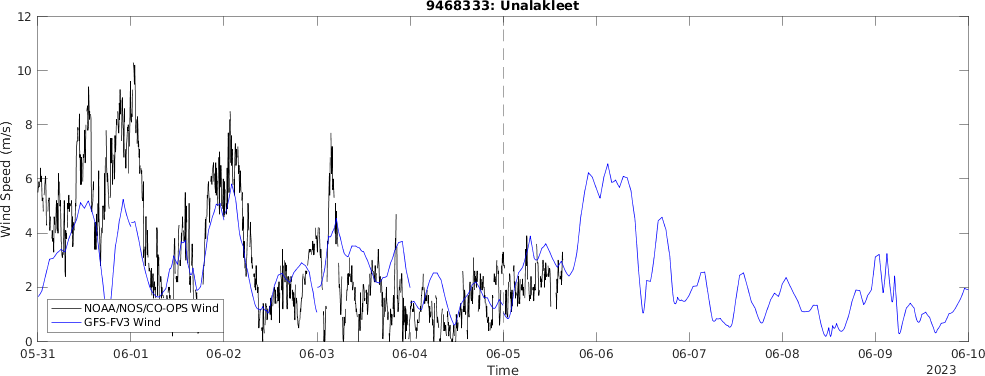 9468333: Unalakleet
12
10
8
6
4
2
0
Wind Speed (m/s)
NOAA/NOS/CO-OPS Wind
GFS-FV3 Wind
05-31 06-01 06-02 06-03 06-04 06-05 06-06 06-07 06-08 06-09 06-10
Time
2023